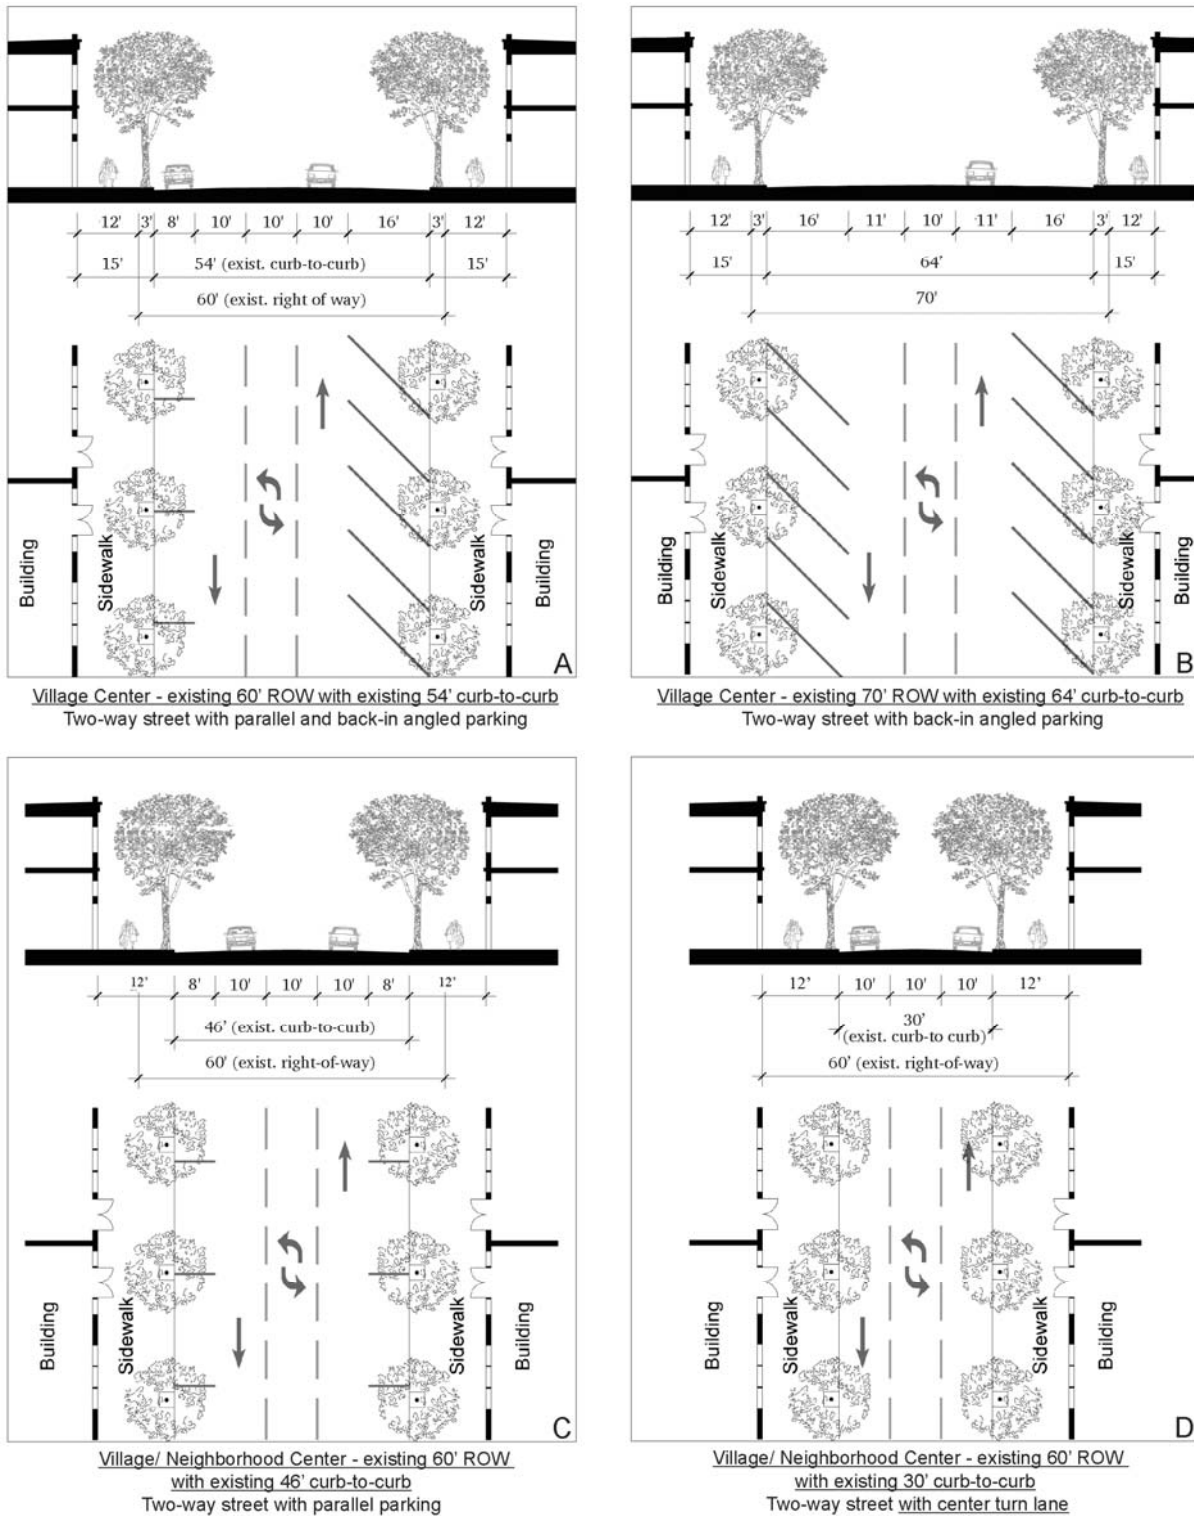 12' 3' 8' 10' 10' 10' 16' 3' 12'
15' 54' (exist. curb-to-curb) 15'
60' (exist. right of way)
Building
Sidewalk
Sidewalk
Building
A
Village Center - existing 60' ROW with existing 54' curb-to-curb
Two-way street with parallel and back-in angled parking
12' 3' 16' 11' 10' 11' 16' 3' 12'
15' 64' 15'
70'
Building
Sidewalk
Sidewalk
Building
B
Village Center - existing 70' ROW with existing 64' curb-to-curb
Two-way street with back-in angled parking
12' 8' 10' 10' 10' 8' 12'
46' (exist. curb-to-curb)
60' (exist. right-of-way)
Building
Sidewalk
Sidewalk
Building
C
Village/ Neighborhood Center - existing 60' ROW
with existing 46' curb-to-curb
Two-way street with parallel parking
12' 10' 10' 10' 12'
30'
(exist. curb-to curb)
60' (exist. right-of-way)
Building
Sidewalk
Sidewalk
Building
D
Village/ Neighborhood Center - existing 60' ROW
with existing 30' curb-to-curb
Two-way street with center turn lane